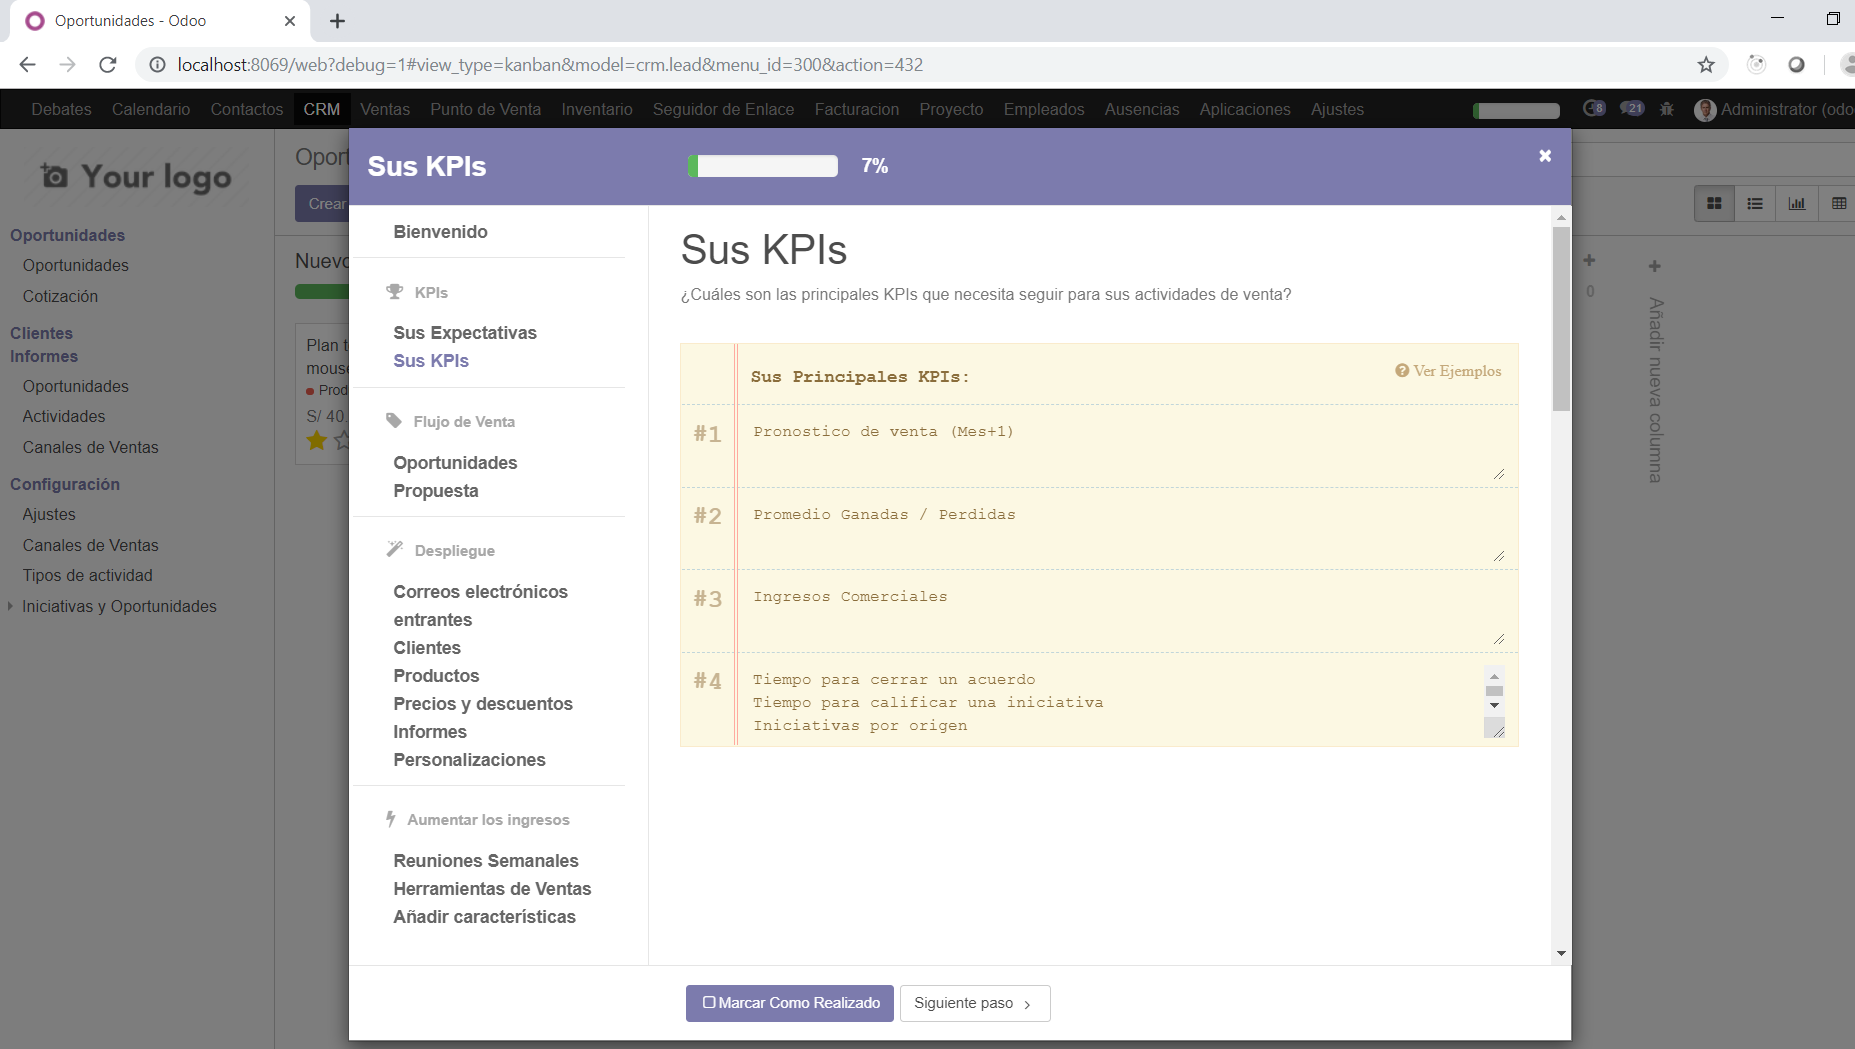 Oportunidades - Odoo
localhost:8069/web?debug=1#view_type=kanban&model=crm.lead&menu_id=300&action=432
Debates Calendario Contactos CRM Ventas Punto de Venta Inventario Seguidor de Enlace Facturacion Proyecto Empleados Ausencias Aplicaciones Ajustes 8 21 Administrator (odo
Your logo
Oportunidades
Oportunidades
Cotización
Clientes
Informes
Oportunidades
Actividades
Canales de Ventas
Configuración
Ajustes
Canales de Ventas
Tipos de actividad
Iniciativas y Oportunidades
Oport
Crear
Nuevo
Plan t
mouse
Prod
S/ 40.
0
Añadir nueva columna
Sus KPIs 7%
Bienvenido
KPIs
Sus Expectativas
Sus KPIs
Flujo de Venta
Oportunidades
Propuesta
Despliegue
Correos electrónicos
entrantes
Clientes
Productos
Precios y descuentos
Informes
Personalizaciones
Aumentar los ingresos
Reuniones Semanales
Herramientas de Ventas
Añadir características
Sus KPIs
¿Cuáles son las principales KPIs que necesita seguir para sus actividades de venta?
Sus Principales KPIs: Ver Ejemplos
#1 Pronostico de venta (Mes+1)
#2 Promedio Ganadas / Perdidas
#3 Ingresos Comerciales
#4 Tiempo para cerrar un acuerdo
Tiempo para calificar una iniciativa
Iniciativas por origen
Marcar Como Realizado Siguiente paso